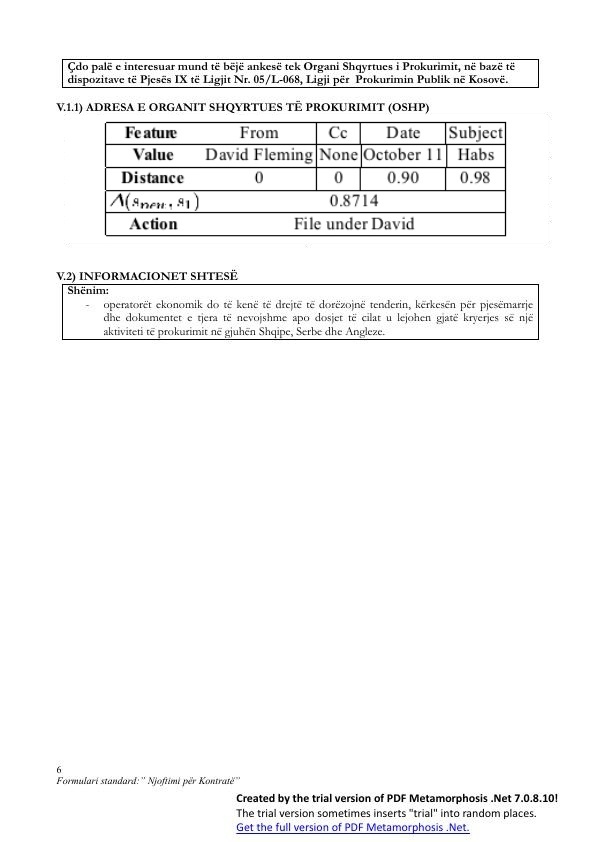 Çdo palë e interesuar mund të bëjë ankesë tek Organi Shqyrtues i Prokurimit, në bazë të
dispozitave të Pjesës IX të Ligjit Nr. 05/L-068, Ligji për Prokurimin Publik në Kosovë.
V.1.1) ADRESA E ORGANIT SHQYRTUES TË PROKURIMIT (OSHP)
Feature From Cc Date Subject
Value David Fleming None October 11 Habs
Distance 0 0 0.90 0.98
Λ(s_new, s_1) 0.8714
Action File under David
V.2) INFORMACIONET SHTESË
Shënim:
- operatorët ekonomik do të kenë të drejtë të dorëzojnë tenderin, kërkesën për pjesëmarrje
dhe dokumentet e tjera të nevojshme apo dosjet të cilat u lejohen gjatë kryerjes së një
aktiviteti të prokurimit në gjuhën Shqipe, Serbe dhe Angleze.
6
Formulari standard:” Njoftimi për Kontratë”
Created by the trial version of PDF Metamorphosis .Net 7.0.8.10!
The trial version sometimes inserts "trial" into random places.
Get the full version of PDF Metamorphosis .Net.